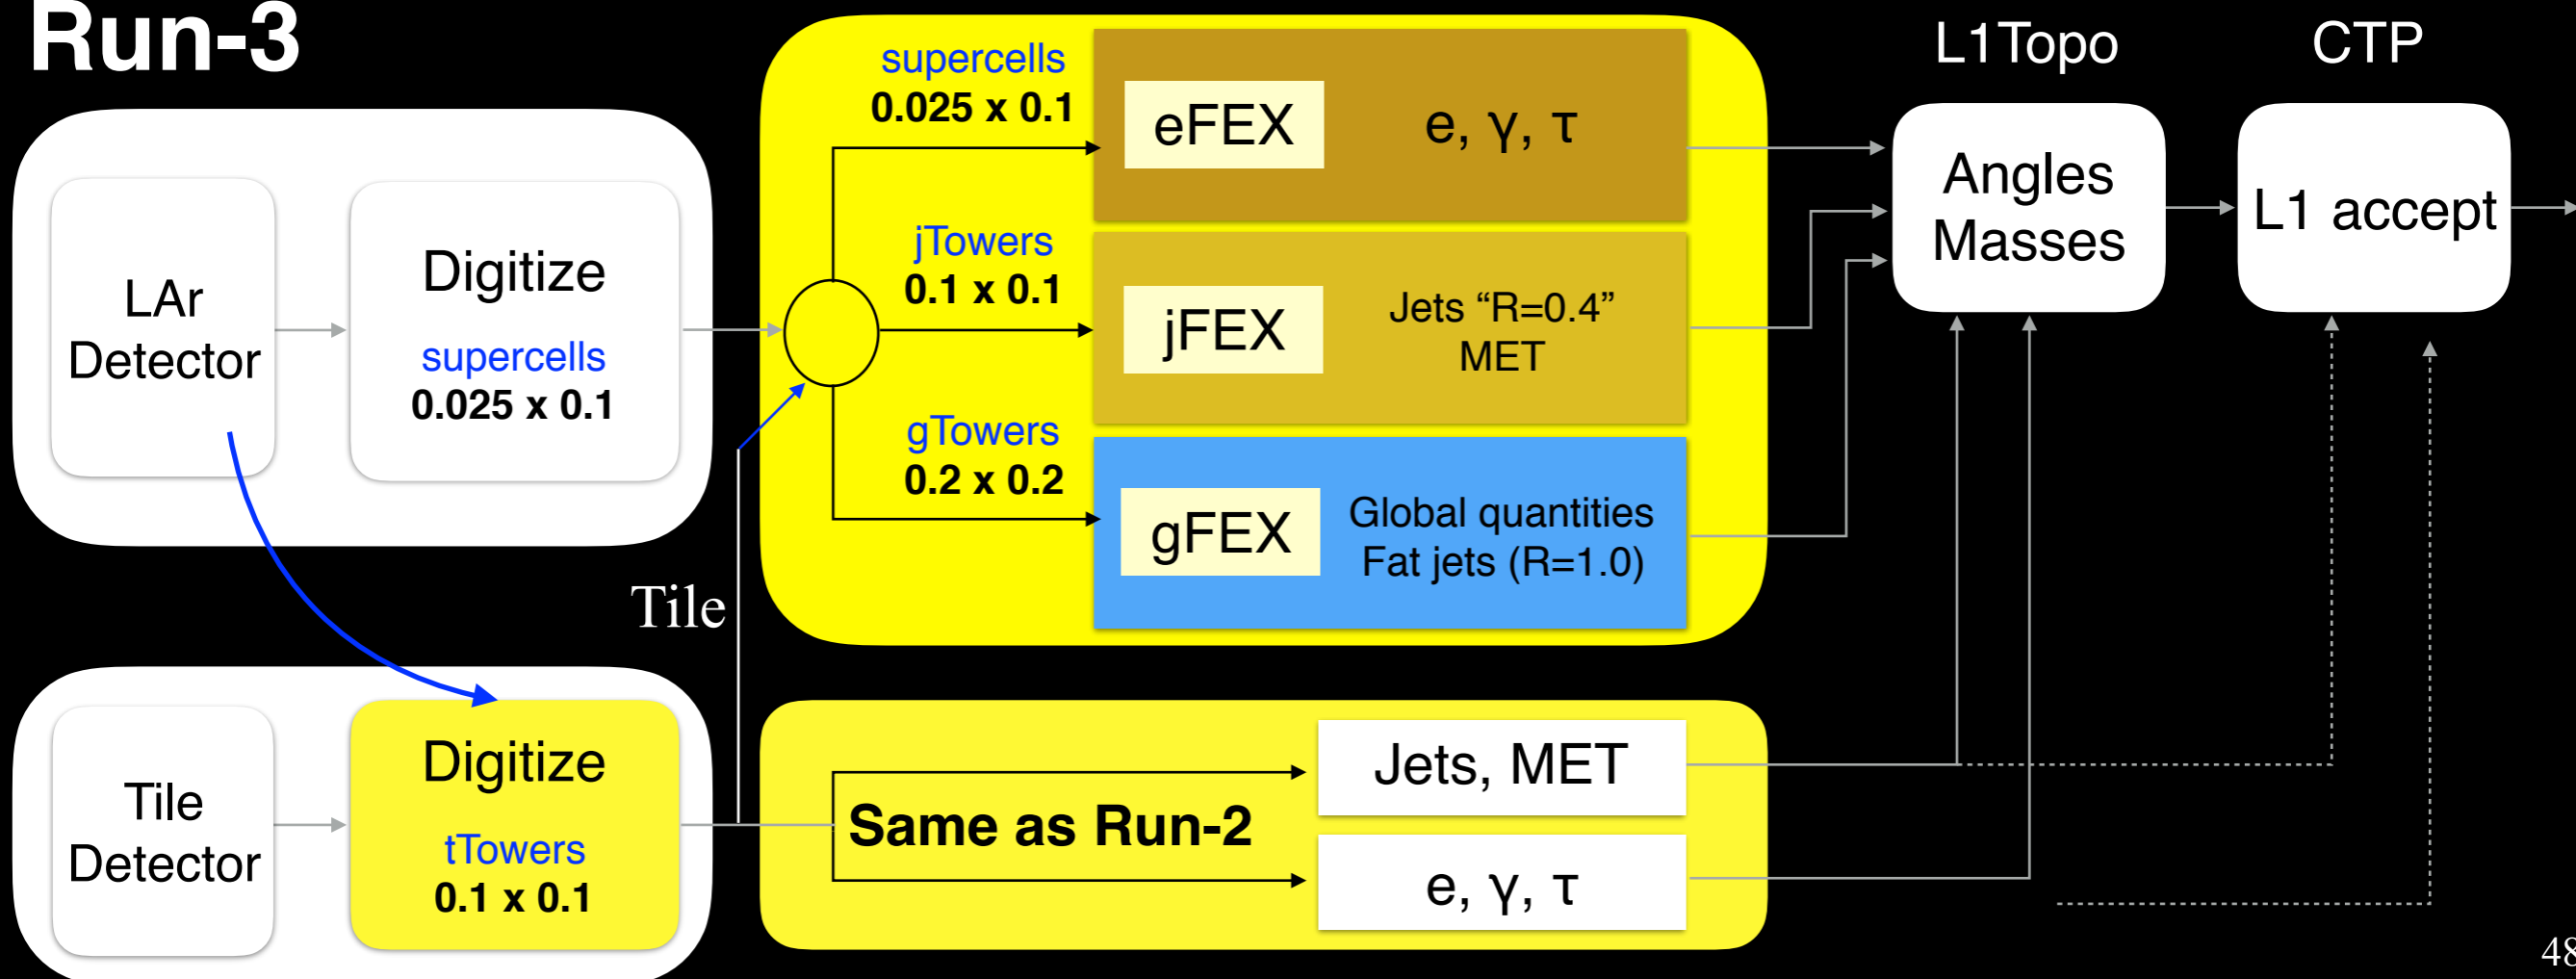 Run-3
L1Topo
CTP
LAr
Detector
Digitize
supercells
0.025 x 0.1
supercells
0.025 x 0.1
eFEX
e, γ, τ
jTowers
0.1 x 0.1
jFEX
Jets “R=0.4”
MET
gTowers
0.2 x 0.2
gFEX
Global quantities
Fat jets (R=1.0)
Angles
Masses
L1 accept
Tile
Tile
Detector
Digitize
tTowers
0.1 x 0.1
Same as Run-2
Jets, MET
e, γ, τ
48